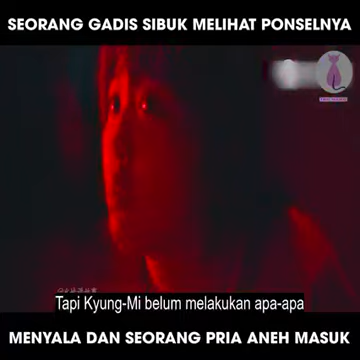 SEORANG GADIS SIBUK MELIHAT PONSELNYA
Tapi Kyung-Mi belum melakukan apa-apa
MENYALA DAN SEORANG PRIA ANEH MASUK